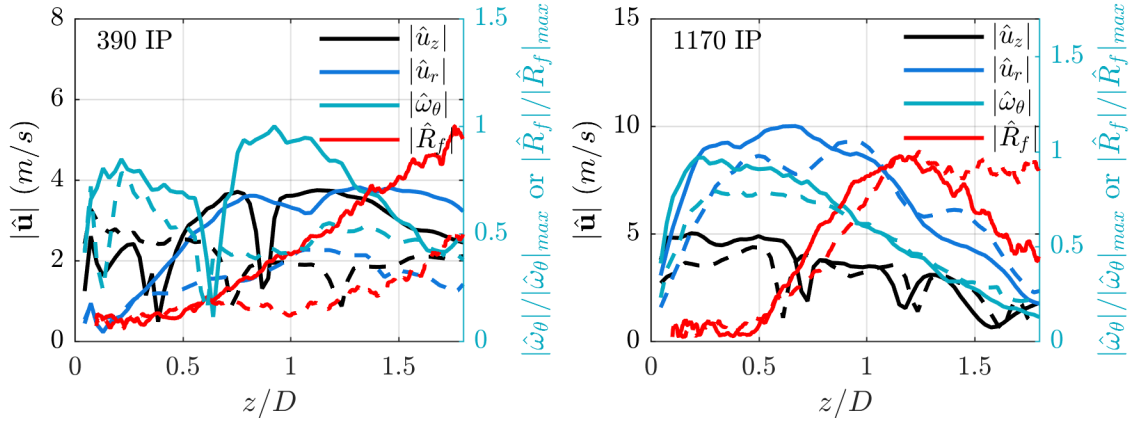 390 IP
|û_z|
|û_r|
|ω̂_θ|
|R̂_f|
8
6
4
2
0
0
0.5
1
1.5
1.5
1
0.5
0
z/D
|û| (m/s)
|ω̂_θ|/|ω̂_θ|_max or |R̂_f|/|R̂_f|_max
1170 IP
|û_z|
|û_r|
|ω̂_θ|
|R̂_f|
15
10
5
0
0
0.5
1
1.5
1.5
1
0.5
0
z/D
|û| (m/s)
|ω̂_θ|/|ω̂_θ|_max or |R̂_f|/|R̂_f|_max